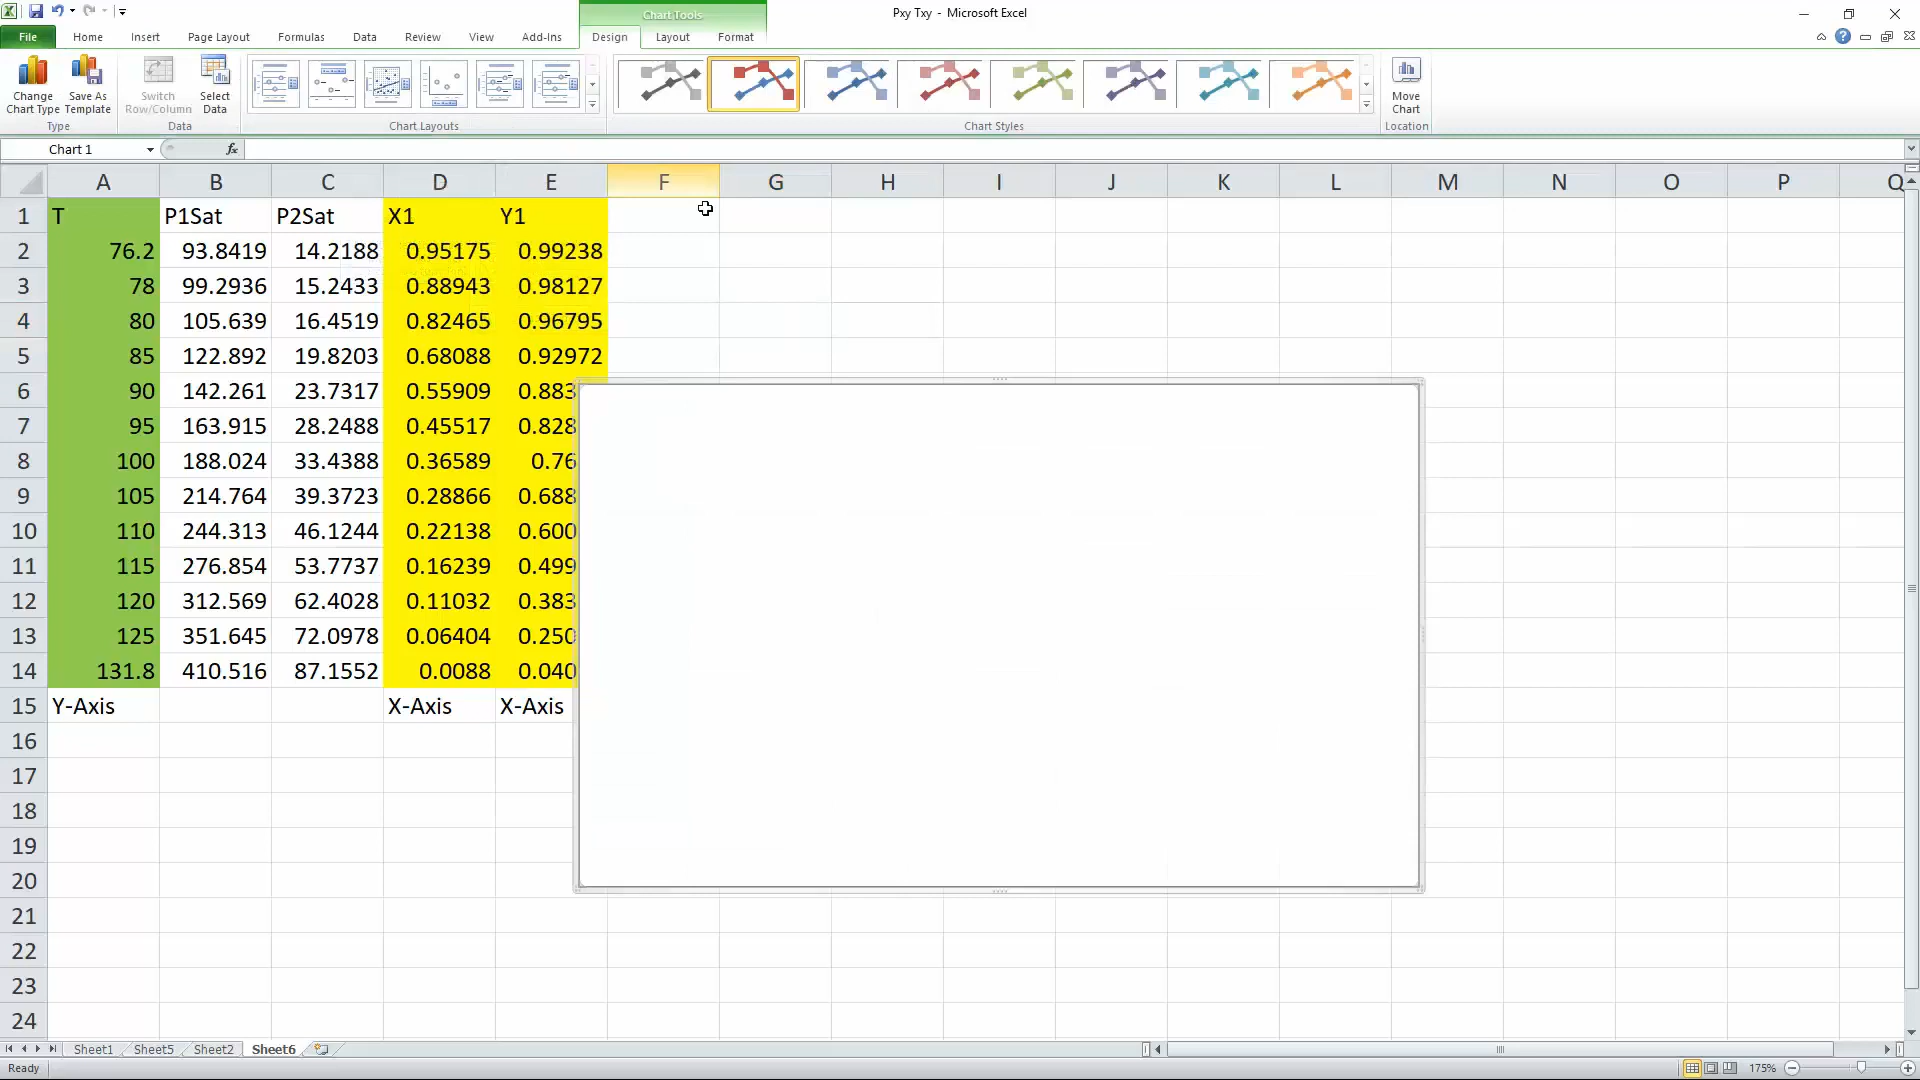 Chart Tools
Pxy Txy - Microsoft Excel
File Home Insert Page Layout Formulas Data Review View Add-Ins Design Layout Format
Change Chart Type
Save As Template
Switch Row/Column
Select Data
Move Chart
Type Data Chart Layouts Chart Styles Location
Chart 1 fx
A B C D E F G H I J K L M N O P Q
1 T P1Sat P2Sat X1 Y1
2 76.2 93.8419 14.2188 0.95175 0.99238
3 78 99.2936 15.2433 0.88943 0.98127
4 80 105.639 16.4519 0.82465 0.96795
5 85 122.892 19.8203 0.68088 0.92972
6 90 142.261 23.7317 0.55909 0.883
7 95 163.915 28.2488 0.45517 0.828
8 100 188.024 33.4388 0.36589 0.76
9 105 214.764 39.3723 0.28866 0.688
10 110 244.313 46.1244 0.22138 0.600
11 115 276.854 53.7737 0.16239 0.499
12 120 312.569 62.4028 0.11032 0.383
13 125 351.645 72.0978 0.06404 0.250
14 131.8 410.516 87.1552 0.0088 0.040
15 Y-Axis X-Axis X-Axis
16
17
18
19
20
21
22
23
24
Sheet1 Sheet5 Sheet2 Sheet6
Ready 175%